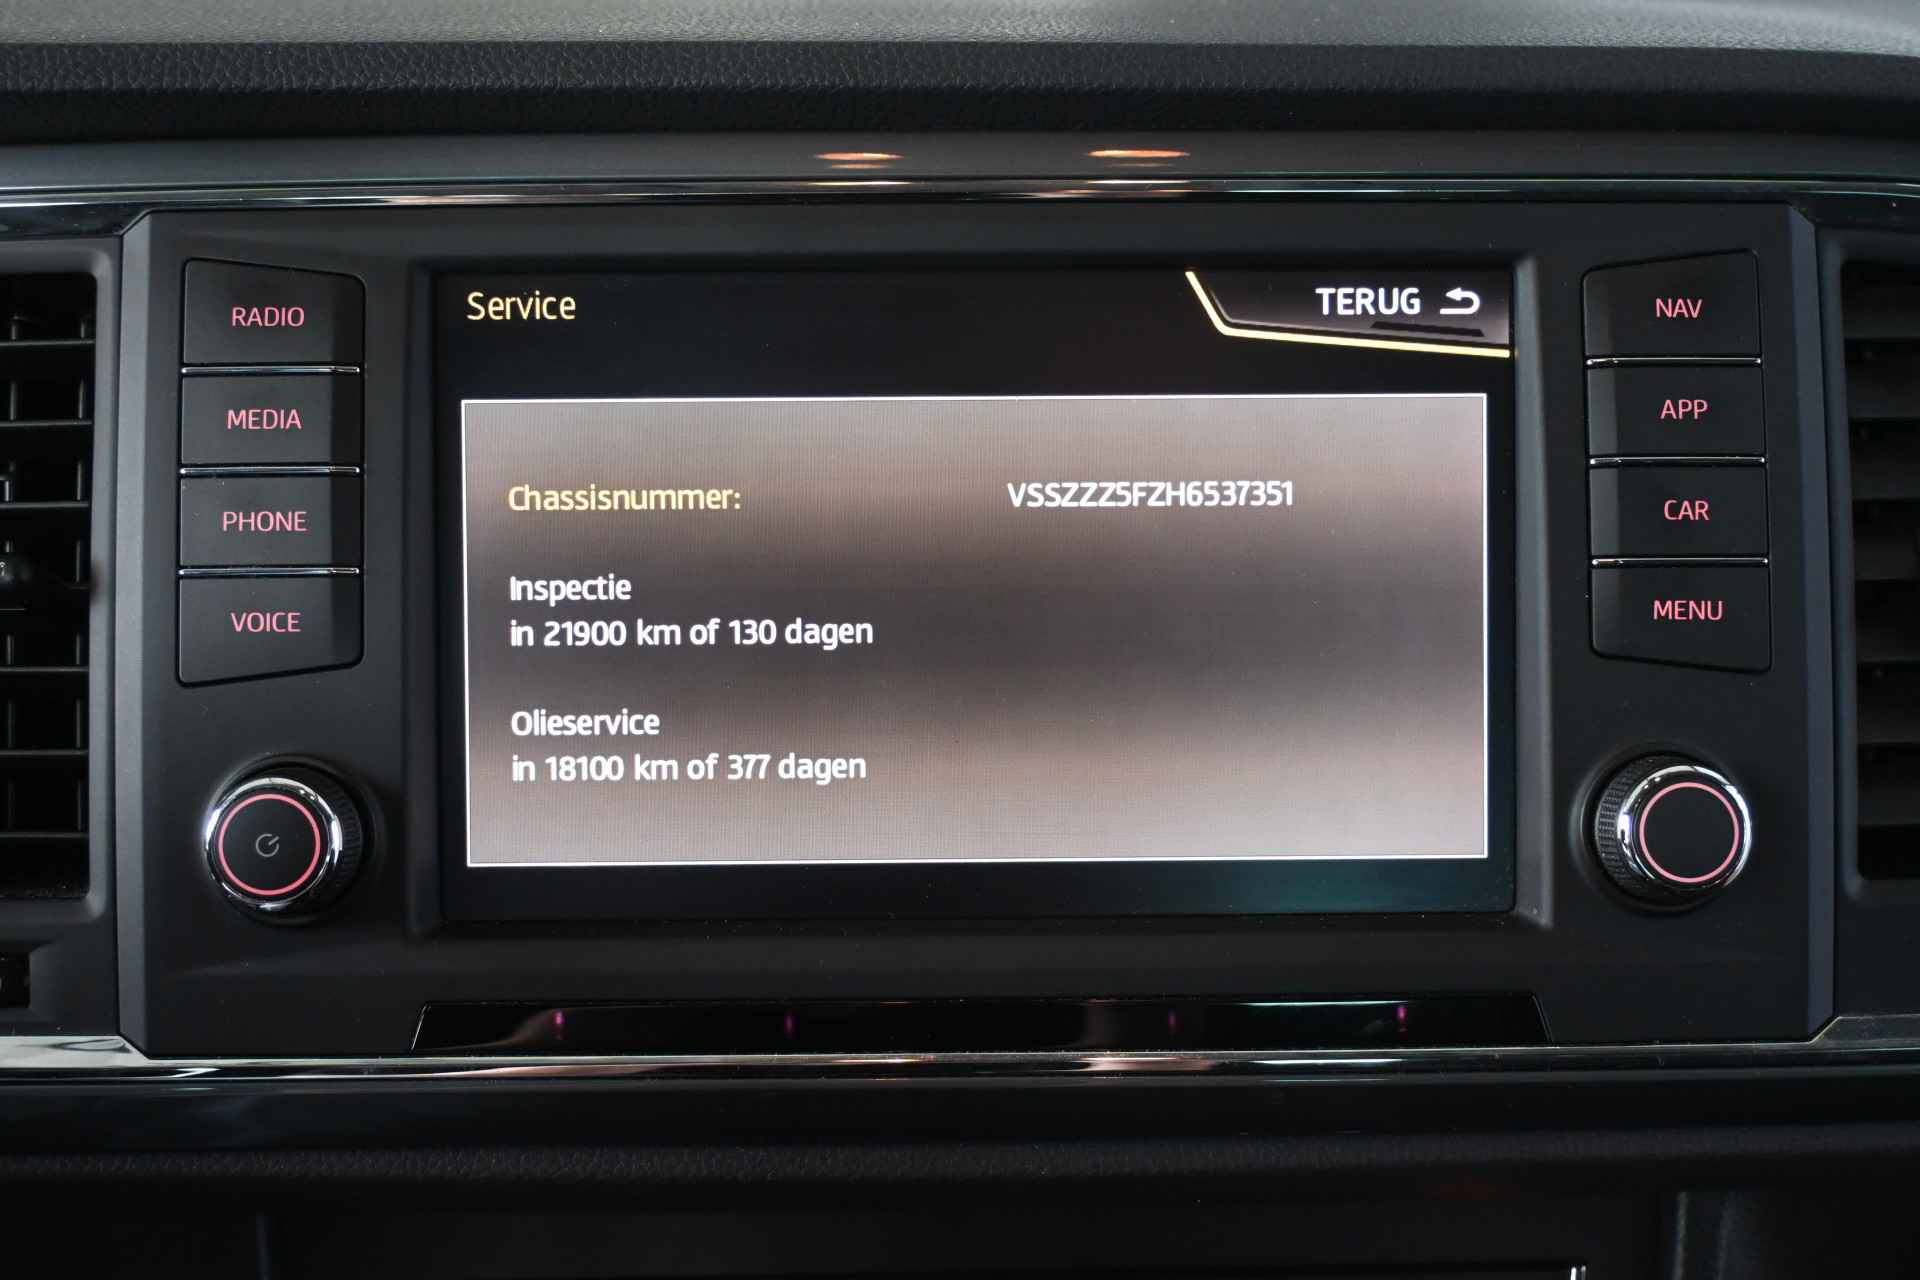 RADIO
MEDIA
PHONE
VOICE
Service
TERUG
Chassisnummer: VSSZZZ5FZH6537351
Inspectie
in 21900 km of 130 dagen
Olieservice
in 18100 km of 377 dagen
NAV
APP
CAR
MENU